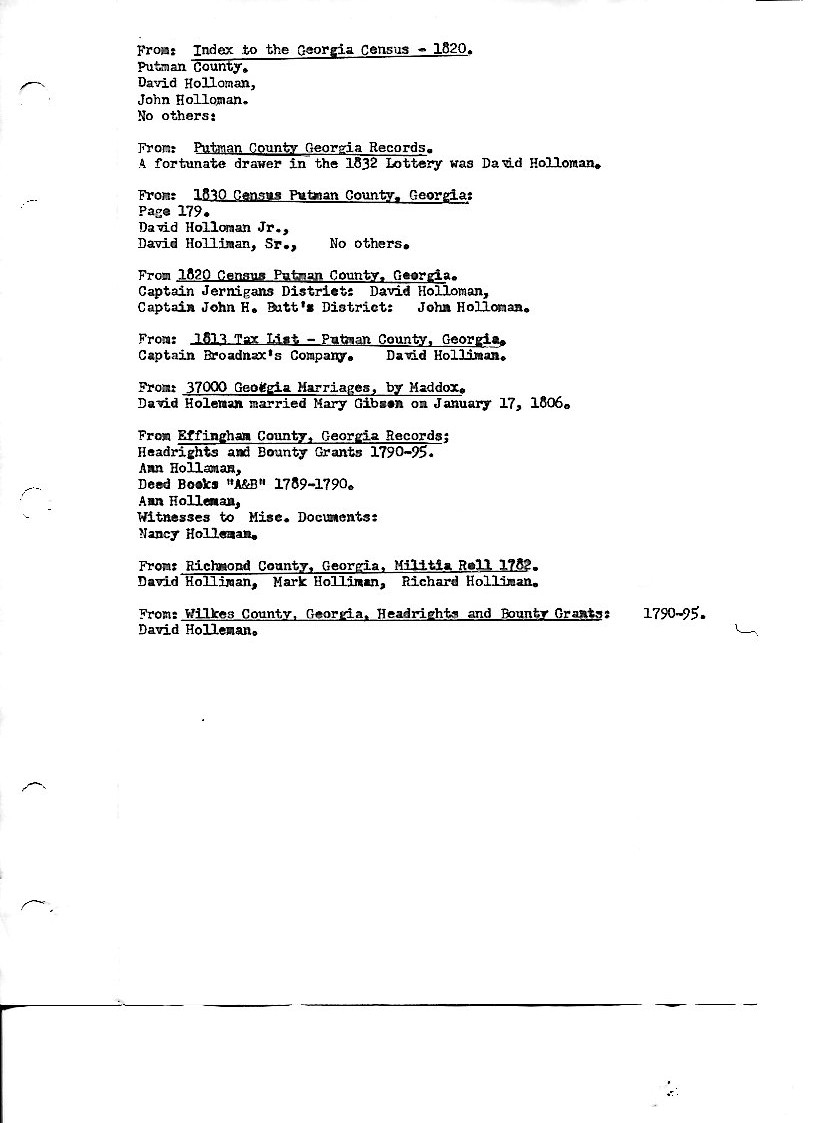 From: Index to the Georgia Census - 1820.
Putman County.
David Holloman,
John Holloman.
No others:
From: Putman County Georgia Records.
A fortunate drawer in the 1832 Lottery was David Holloman.
From: 1830 Census Putman County, Georgia:
Page 179.
David Holloman Jr.,
David Holliman, Sr., No others.
From 1820 Census Putman County, Georgia.
Captain Jernigans District: David Holloman,
Captain John H. Butt's District: John Holloman.
From: 1813 Tax List - Putman County, Georgia.
Captain Broadnax's Company. David Holliman.
From: 37000 Georgia Marriages, by Maddox.
David Holeman married Mary Gibson on January 17, 1806.
From Effingham County, Georgia Records;
Headrights and Bounty Grants 1790-95.
Ann Hollaman,
Deed Books "A&B" 1789-1790.
Ann Holleman,
Witnesses to Misc. Documents:
Nancy Holleman.
From: Richmond County, Georgia, Militia Roll 1782.
David Holliman, Mark Holliman, Richard Holliman.
From: Wilkes County, Georgia, Headrights and Bounty Grants: 1790-95.
David Holleman.